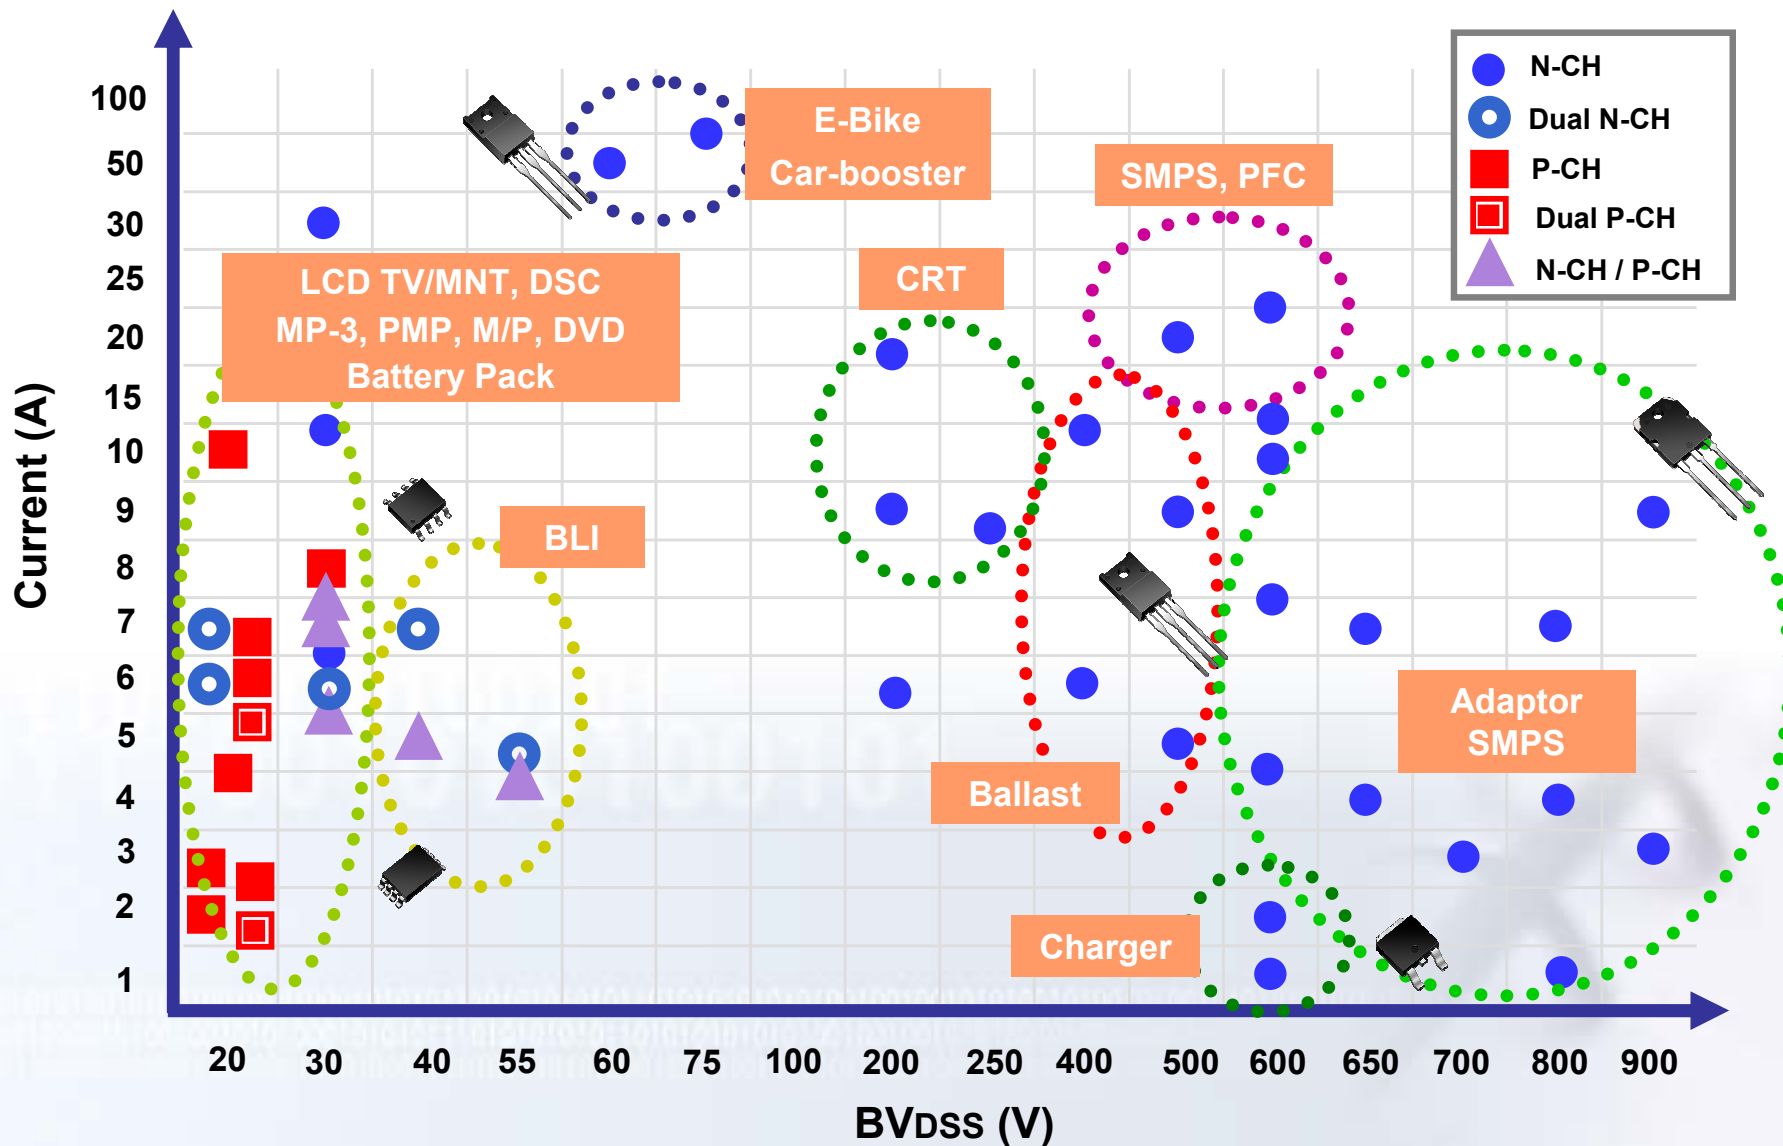 100
50
30
25
20
15
10
9
8
7
6
5
4
3
2
1
Current (A)
E-Bike
Car-booster
SMPS, PFC
CRT
LCD TV/MNT, DSC
MP-3, PMP, M/P, DVD
Battery Pack
BLI
Ballast
Adaptor
SMPS
Charger
N-CH
Dual N-CH
P-CH
Dual P-CH
N-CH / P-CH
20 30 40 55 60 75 100 200 250 400 500 600 650 700 800 900
BVDSS (V)